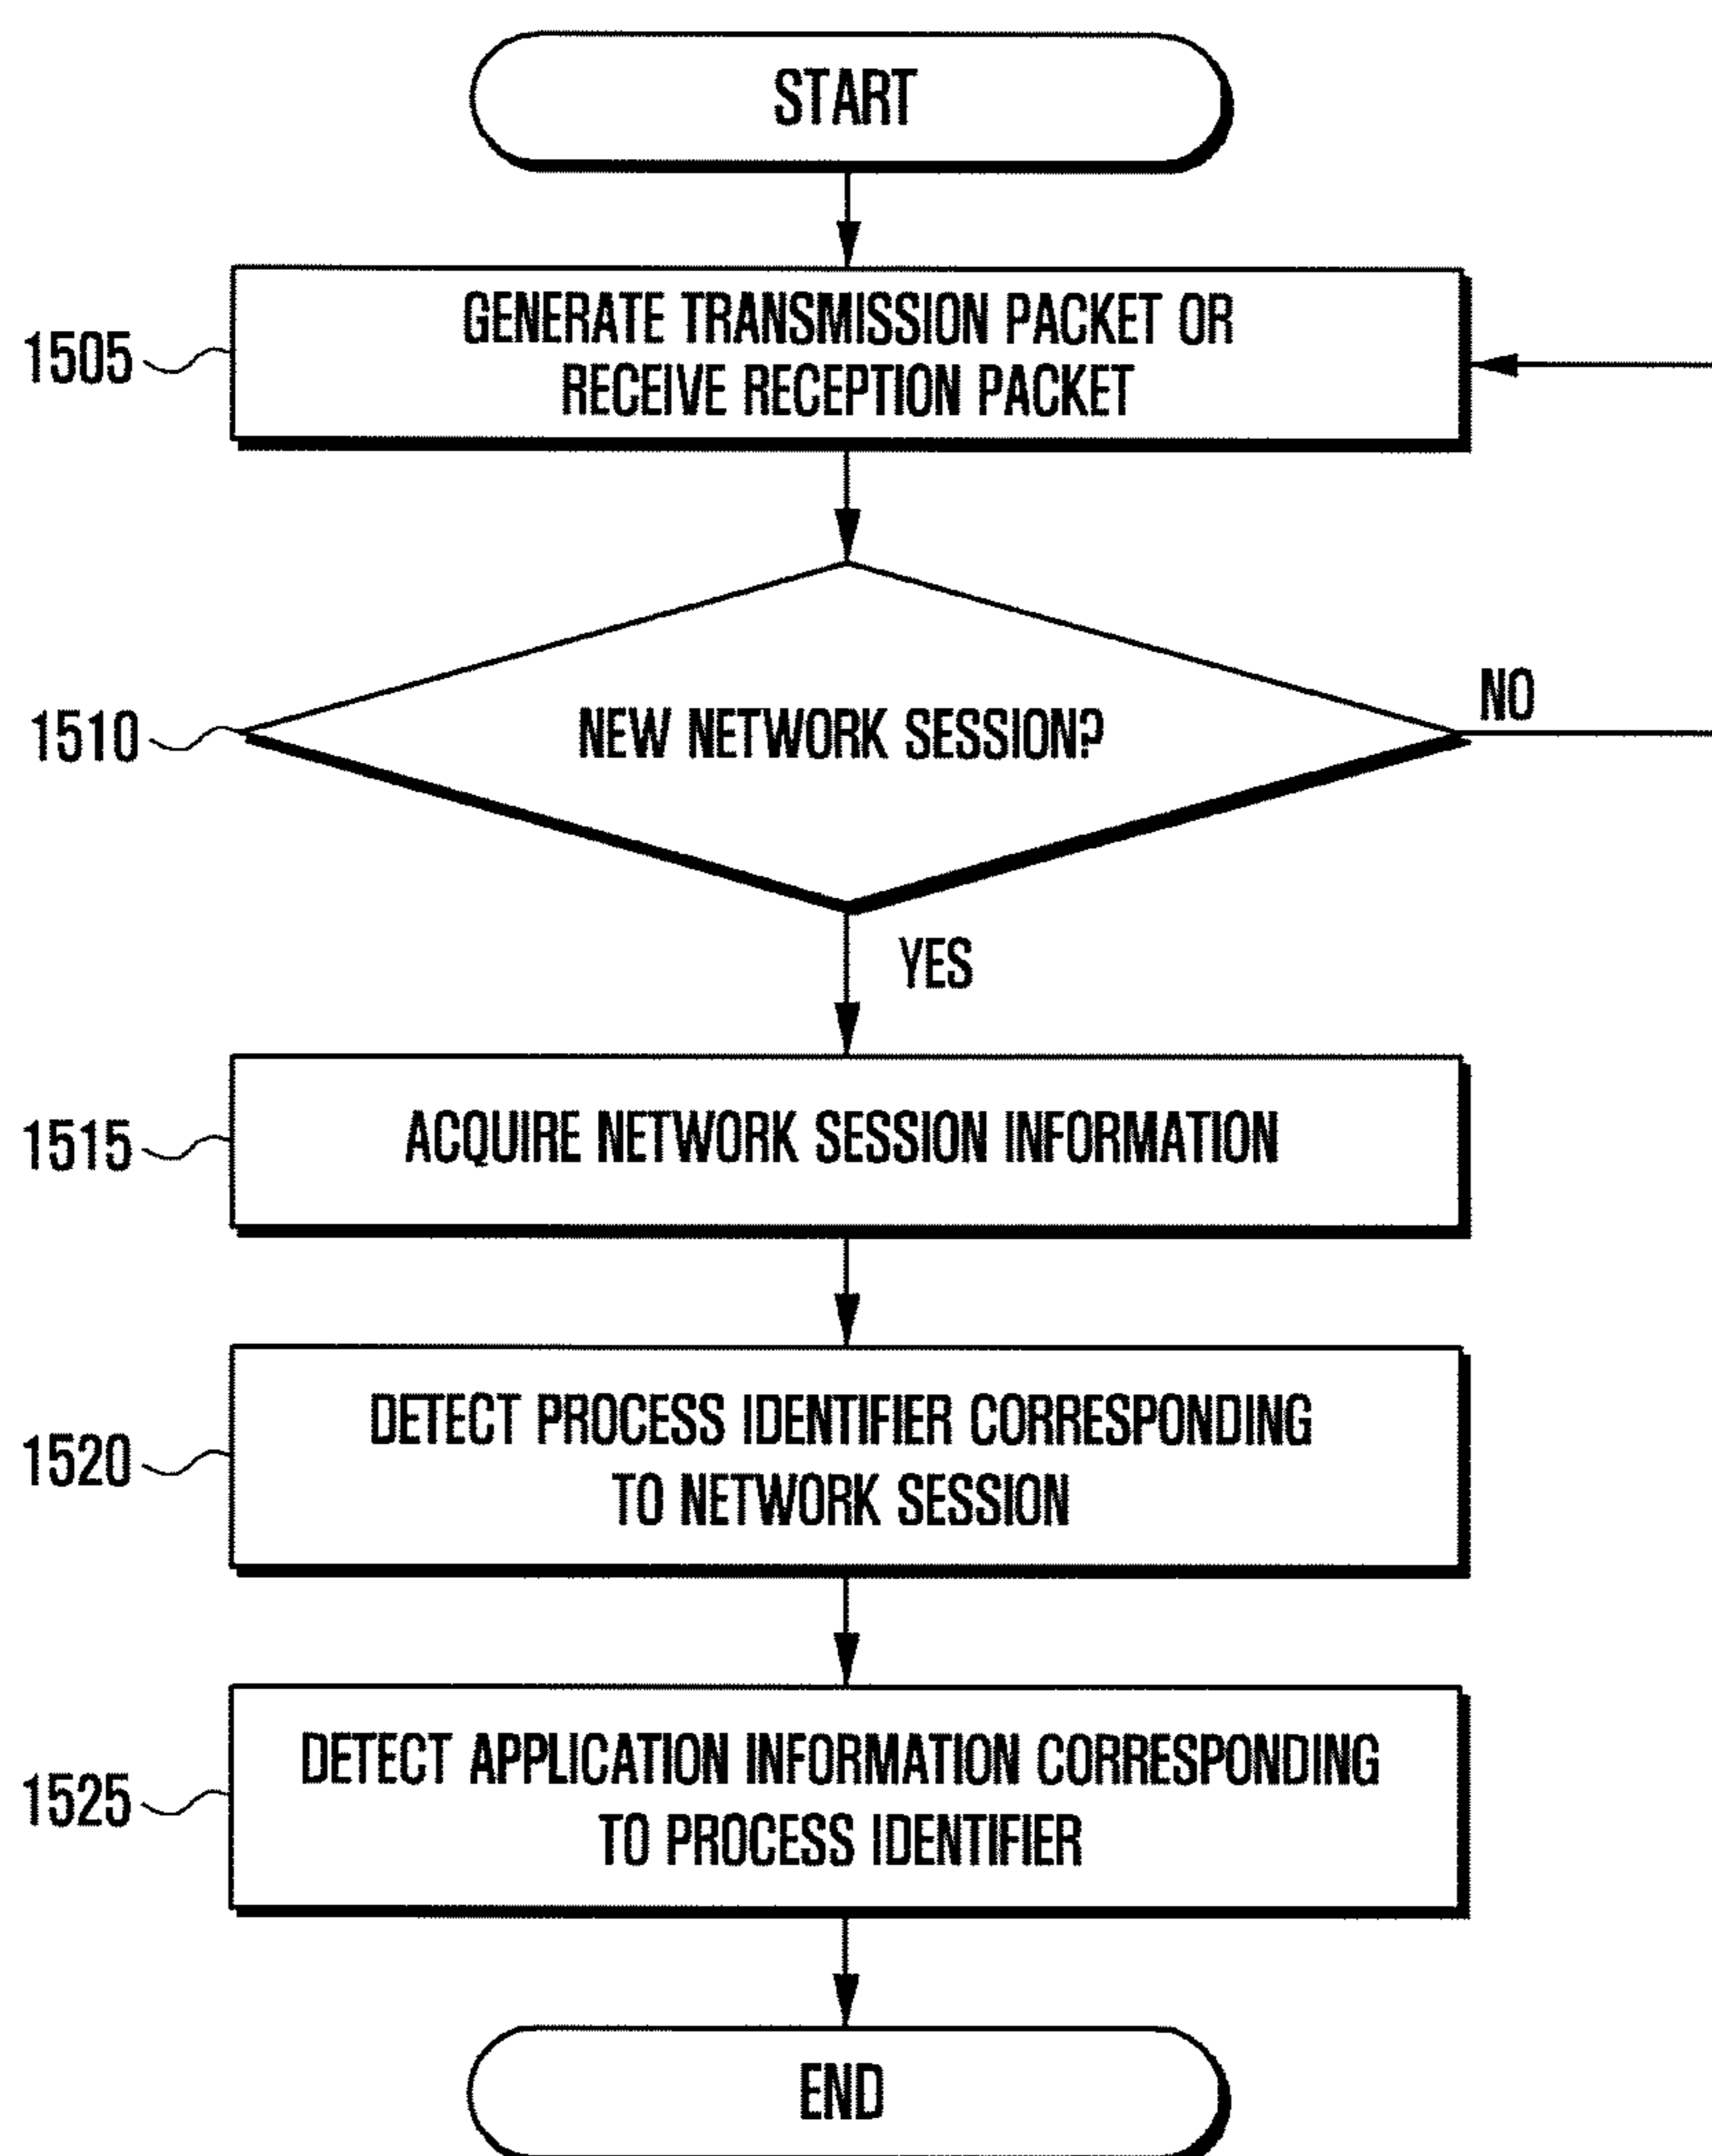 START
1505
GENERATE TRANSMISSION PACKET OR
RECEIVE RECEPTION PACKET
1510
NEW NETWORK SESSION?
NO
YES
1515
ACQUIRE NETWORK SESSION INFORMATION
1520
DETECT PROCESS IDENTIFIER CORRESPONDING
TO NETWORK SESSION
1525
DETECT APPLICATION INFORMATION CORRESPONDING
TO PROCESS IDENTIFIER
END